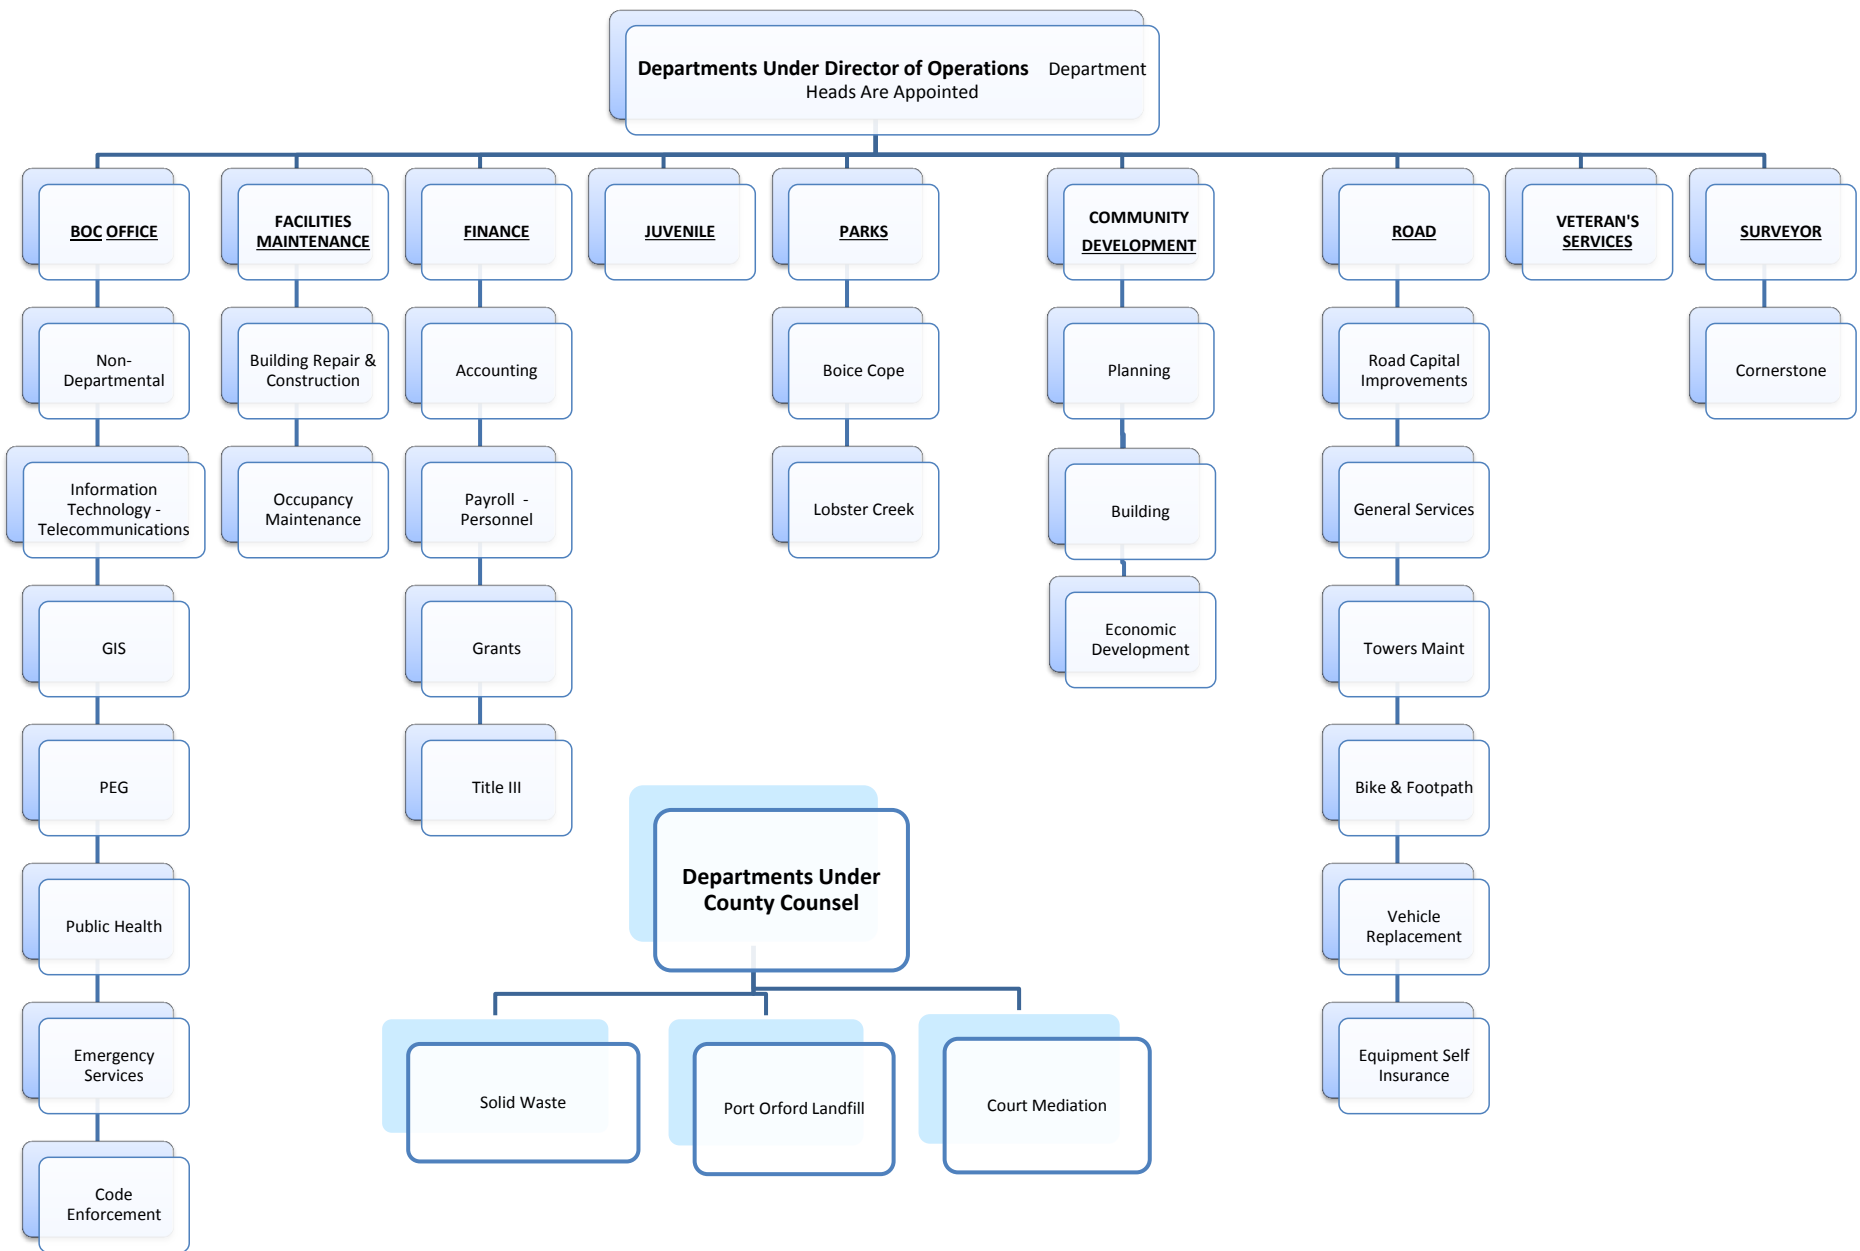 Departments Under Director of Operations Department
Heads Are Appointed
BOC OFFICE
Non-
Departmental
Information
Technology -
Telecommunications
GIS
PEG
Public Health
Emergency
Services
Code
Enforcement
FACILITIES
MAINTENANCE
Building Repair &
Construction
Occupancy
Maintenance
FINANCE
Accounting
Payroll -
Personnel
Grants
Title III
JUVENILE
PARKS
Boice Cope
Lobster Creek
COMMUNITY
DEVELOPMENT
Planning
Building
Economic
Development
ROAD
Road Capital
Improvements
General Services
Towers Maint
Bike & Footpath
Vehicle
Replacement
Equipment Self
Insurance
VETERAN'S
SERVICES
SURVEYOR
Cornerstone
Departments Under
County Counsel
Solid Waste
Port Orford Landfill
Court Mediation